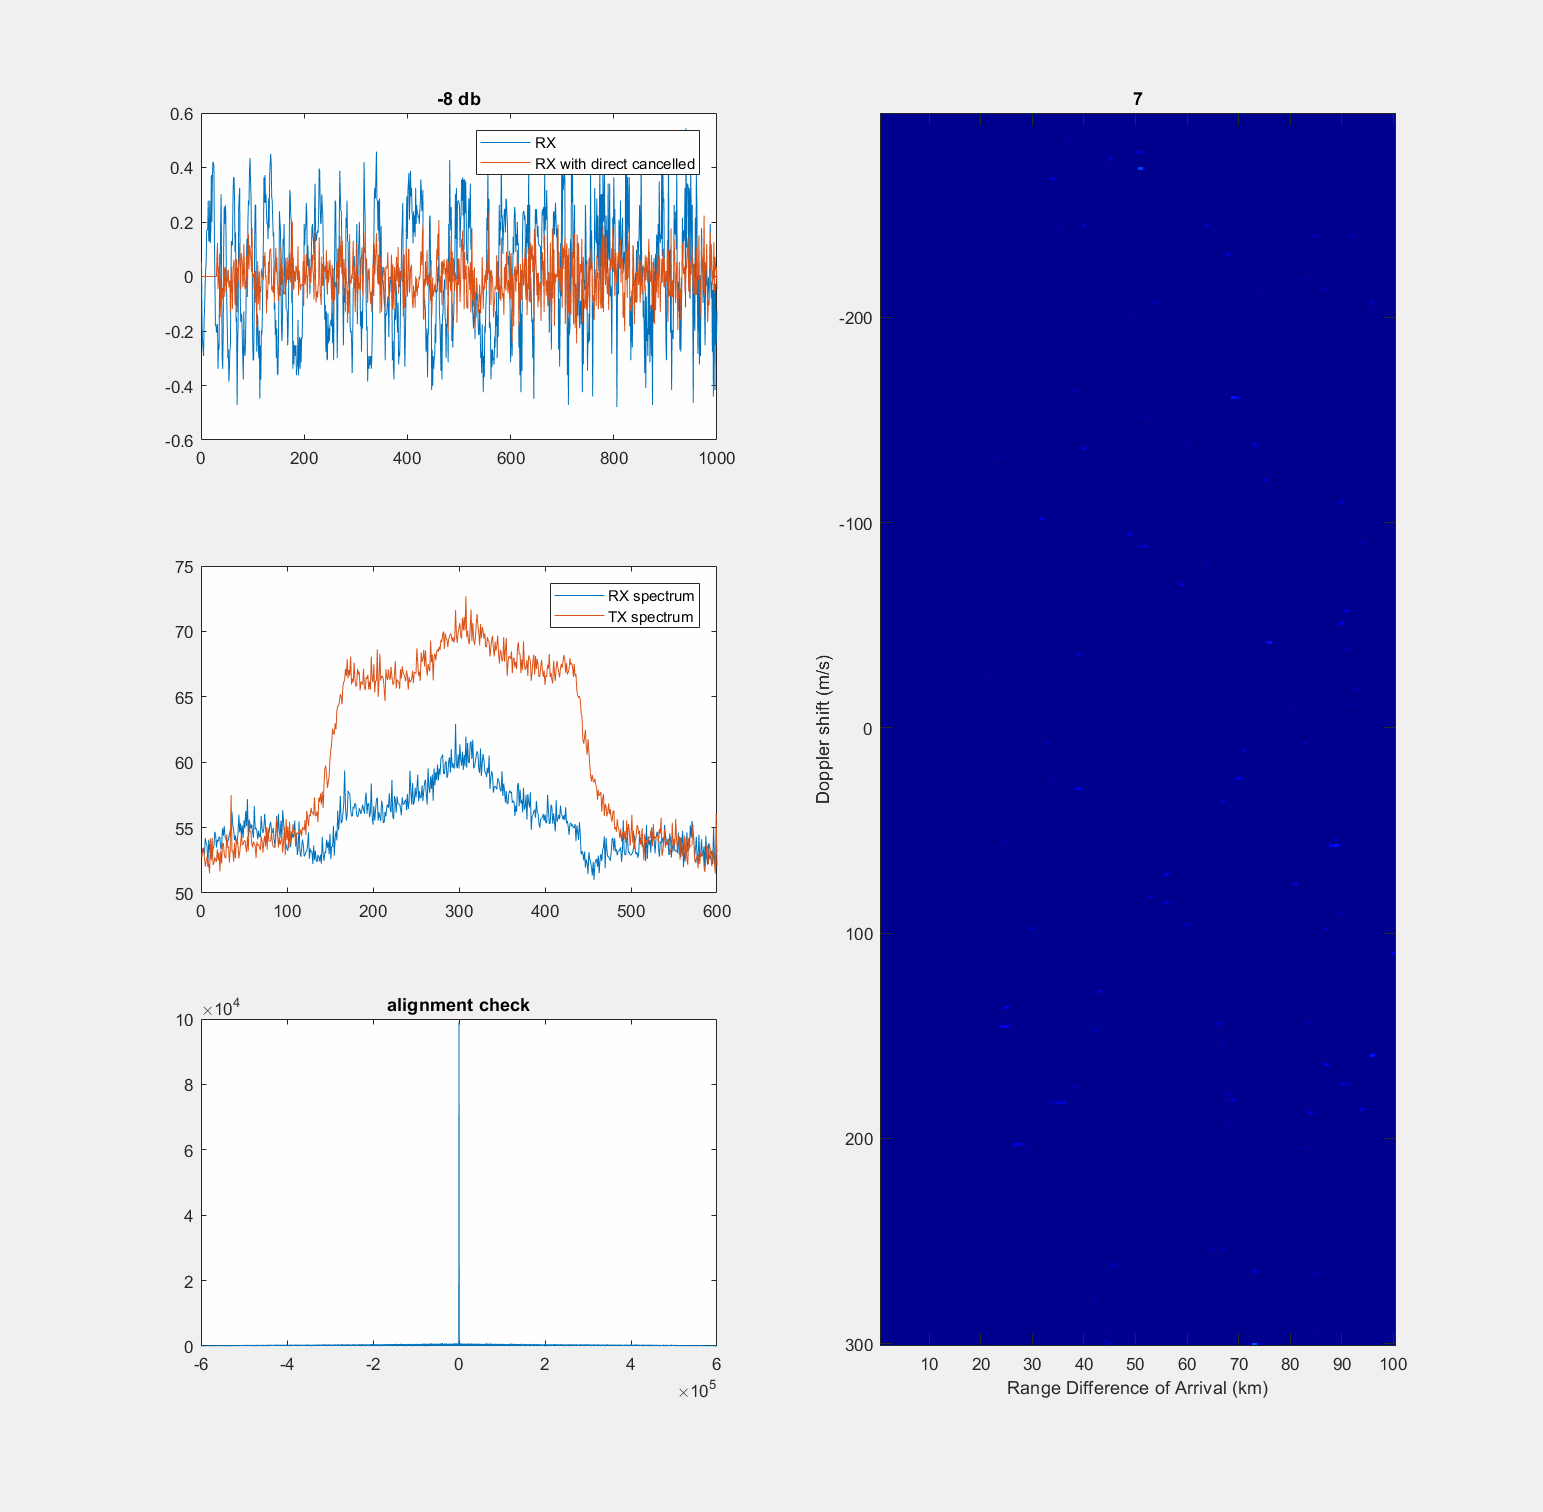 -8 db
0.6
0.4
0.2
0
-0.2
-0.4
-0.6
0 200 400 600 800 1000
RX
RX with direct cancelled
75
70
65
60
55
50
0 100 200 300 400 500 600
RX spectrum
TX spectrum
alignment check
×10⁴
10
8
6
4
2
0
-6 -4 -2 0 2 4 6
×10⁵
7
Doppler shift (m/s)
-200
-100
0
100
200
300
10 20 30 40 50 60 70 80 90 100
Range Difference of Arrival (km)